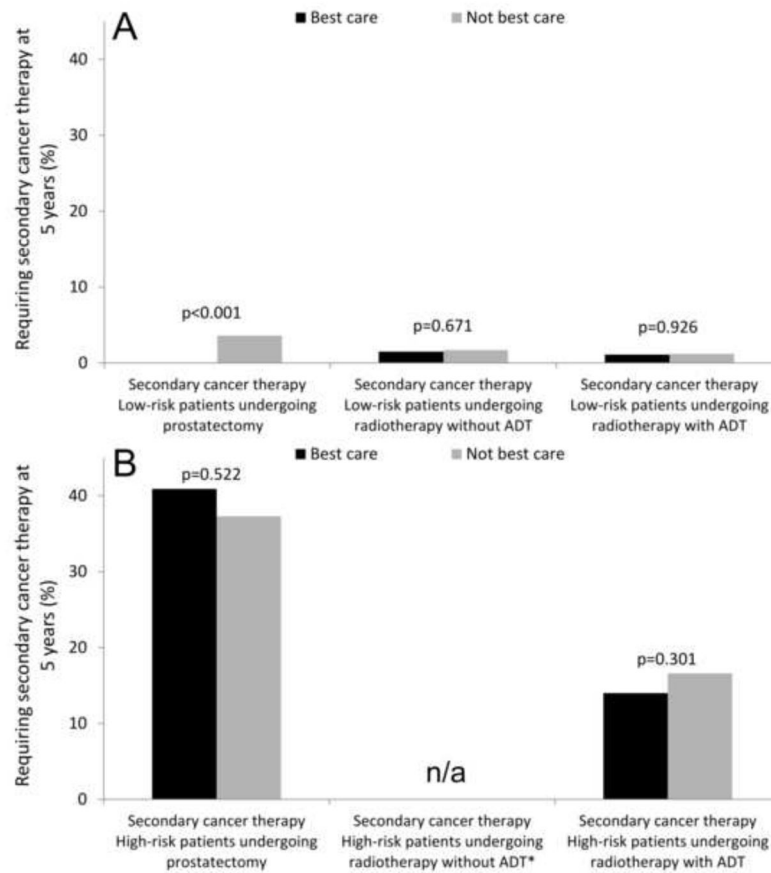 A
Best care Not best care
Requiring secondary cancer therapy at
5 years (%)
40
30
20
10
0
p<0.001
p=0.671
p=0.926
Secondary cancer therapy
Low-risk patients undergoing
prostatectomy
Secondary cancer therapy
Low-risk patients undergoing
radiotherapy without ADT
Secondary cancer therapy
Low-risk patients undergoing
radiotherapy with ADT
B
Best care Not best care
Requiring secondary cancer therapy at
5 years (%)
40
30
20
10
0
p=0.522
n/a
p=0.301
Secondary cancer therapy
High-risk patients undergoing
prostatectomy
Secondary cancer therapy
High-risk patients undergoing
radiotherapy without ADT*
Secondary cancer therapy
High-risk patients undergoing
radiotherapy with ADT